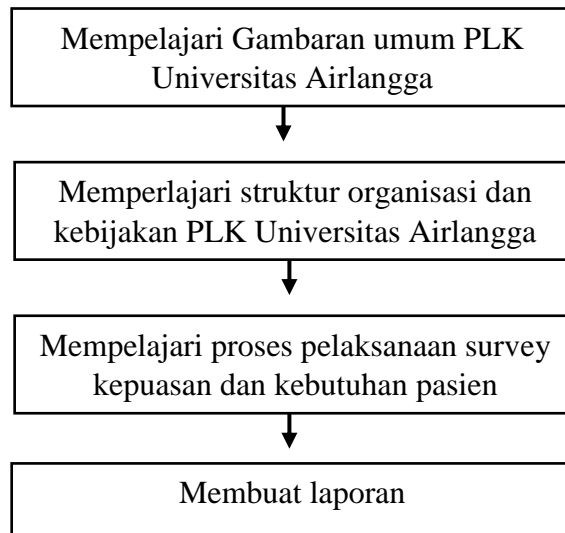 Mempelajari Gambaran umum PLK
Universitas Airlangga
Memperlajari struktur organisasi dan
kebijakan PLK Universitas Airlangga
Mempelajari proses pelaksanaan survey
kepuasan dan kebutuhan pasien
Membuat laporan